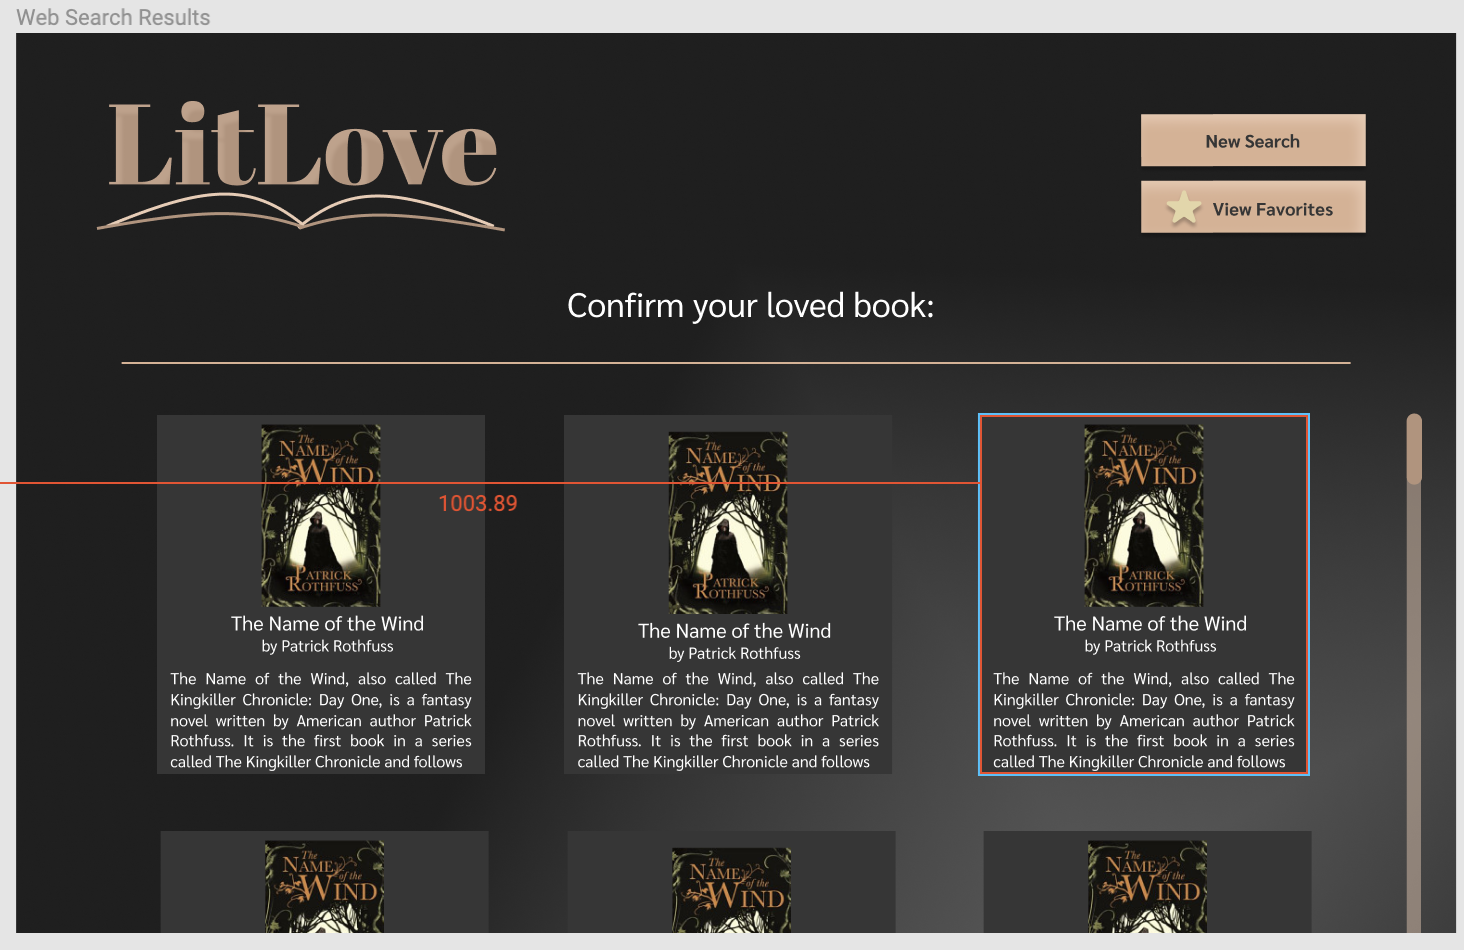 Web Search Results
LitLove
New Search
View Favorites
Confirm your loved book:
The
NAME
of the
WIND
PATRICK
ROTHFUSS
The Name of the Wind
by Patrick Rothfuss
The Name of the Wind, also called The
Kingkiller Chronicle: Day One, is a fantasy
novel written by American author Patrick
Rothfuss. It is the first book in a series
called The Kingkiller Chronicle and follows
1003.89
The
NAME
of the
WIND
PATRICK
ROTHFUSS
The Name of the Wind
by Patrick Rothfuss
The Name of the Wind, also called The
Kingkiller Chronicle: Day One, is a fantasy
novel written by American author Patrick
Rothfuss. It is the first book in a series
called The Kingkiller Chronicle and follows
The
NAME
of the
WIND
PATRICK
ROTHFUSS
The Name of the Wind
by Patrick Rothfuss
The Name of the Wind, also called The
Kingkiller Chronicle: Day One, is a fantasy
novel written by American author Patrick
Rothfuss. It is the first book in a series
called The Kingkiller Chronicle and follows
The
NAME
of the
WIND
The
NAME
of the
WIND
The
NAME
of the
WIND